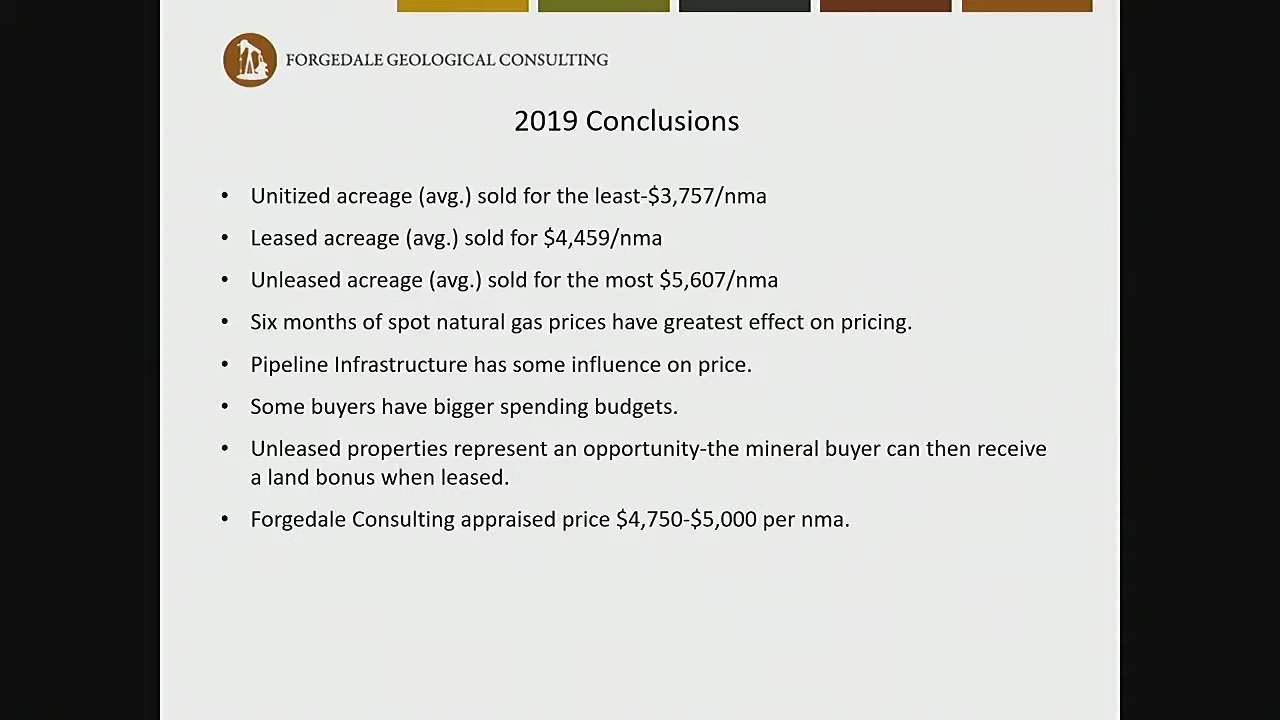 FORGEDALE GEOLOGICAL CONSULTING
2019 Conclusions
• Unitized acreage (avg.) sold for the least-$3,757/nma
• Leased acreage (avg.) sold for $4,459/nma
• Unleased acreage (avg.) sold for the most $5,607/nma
• Six months of spot natural gas prices have greatest effect on pricing.
• Pipeline Infrastructure has some influence on price.
• Some buyers have bigger spending budgets.
• Unleased properties represent an opportunity-the mineral buyer can then receive
a land bonus when leased.
• Forgedale Consulting appraised price $4,750-$5,000 per nma.